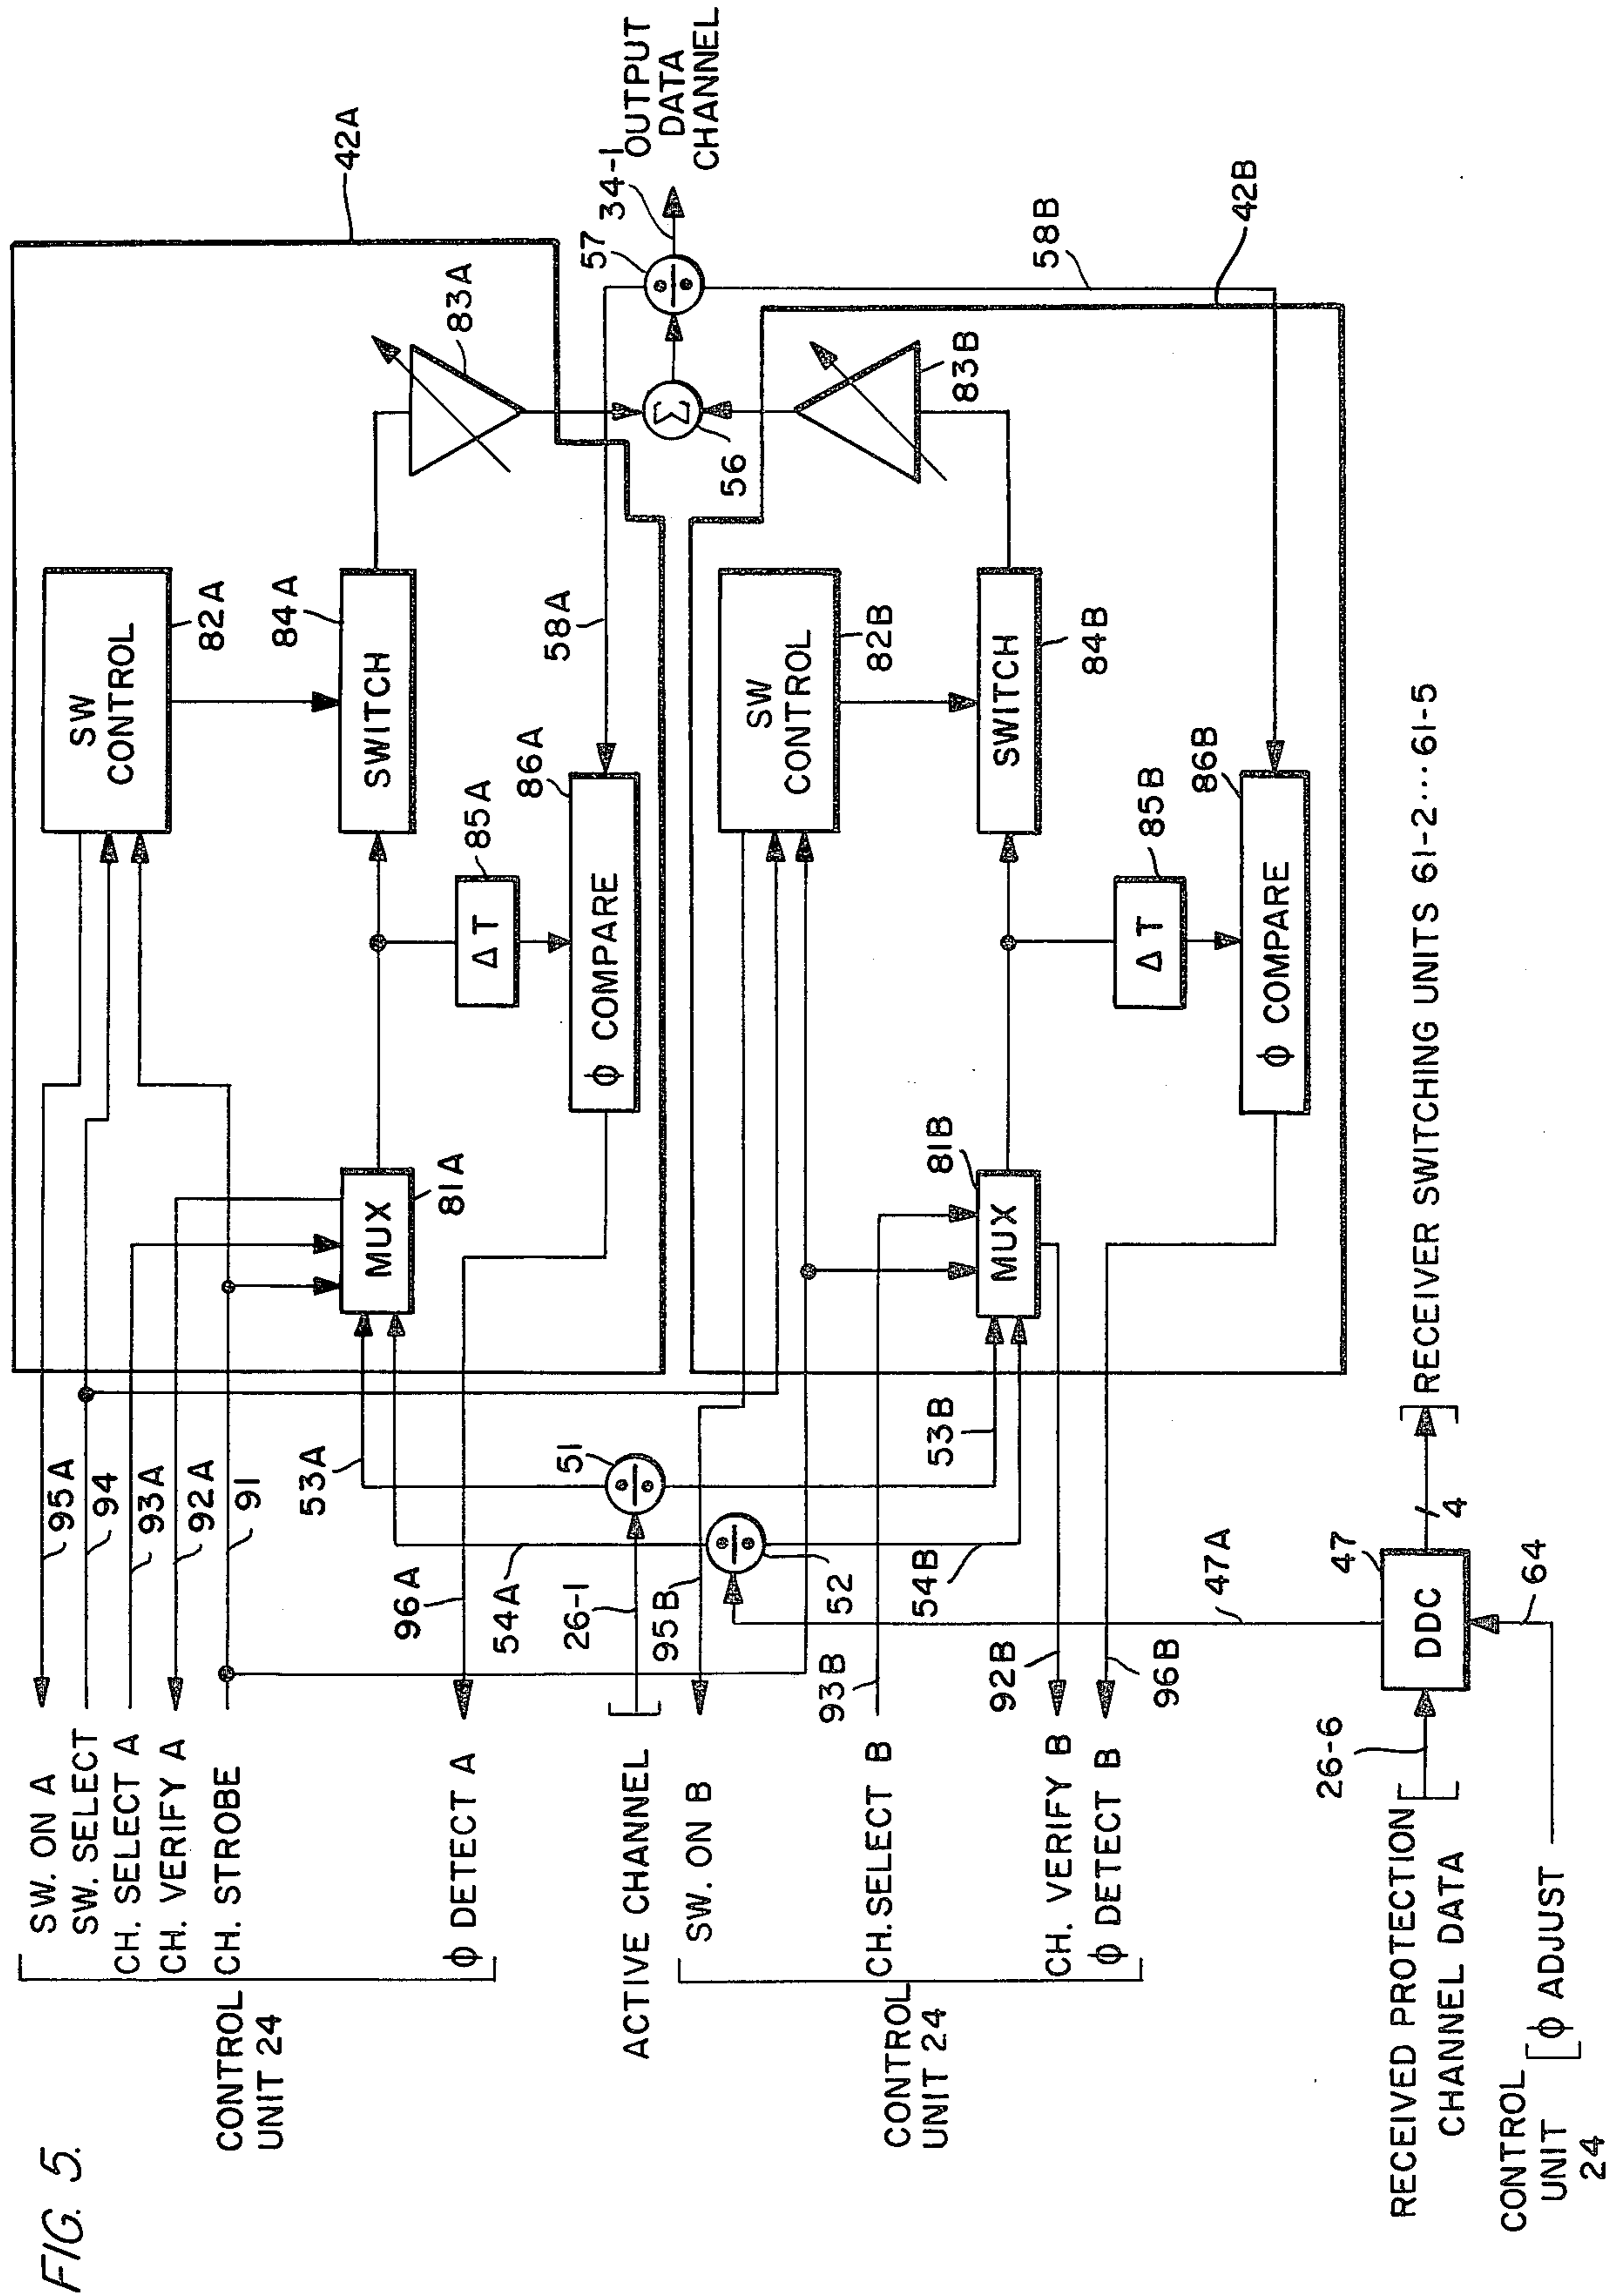 FIG. 5.
SW. ON A
SW. SELECT
CH. SELECT A
CH. VERIFY A
CH. STROBE
CONTROL
UNIT 24
ϕ DETECT A
ACTIVE CHANNEL
SW. ON B
CH. SELECT B
CONTROL
UNIT 24
CH. VERIFY B
ϕ DETECT B
RECEIVED PROTECTION
CHANNEL DATA
CONTROL
UNIT
24
ϕ ADJUST
95A
94
93A
92A
91
53A
96A
54A
26-1
51
95B
52
93B
53B
54B
92B
96B
47A
26-6
47
DDC
64
4
RECEIVER SWITCHING UNITS 61-2...61-5
MUX
81A
SW
CONTROL
82A
84A
SWITCH
85A
Δ T
86A
ϕ COMPARE
58A
83A
42A
Σ
56
57
34-1
OUTPUT
DATA
CHANNEL
81B
MUX
SW
CONTROL
82B
SWITCH
84B
85B
Δ T
86B
ϕ COMPARE
83B
58B
42B